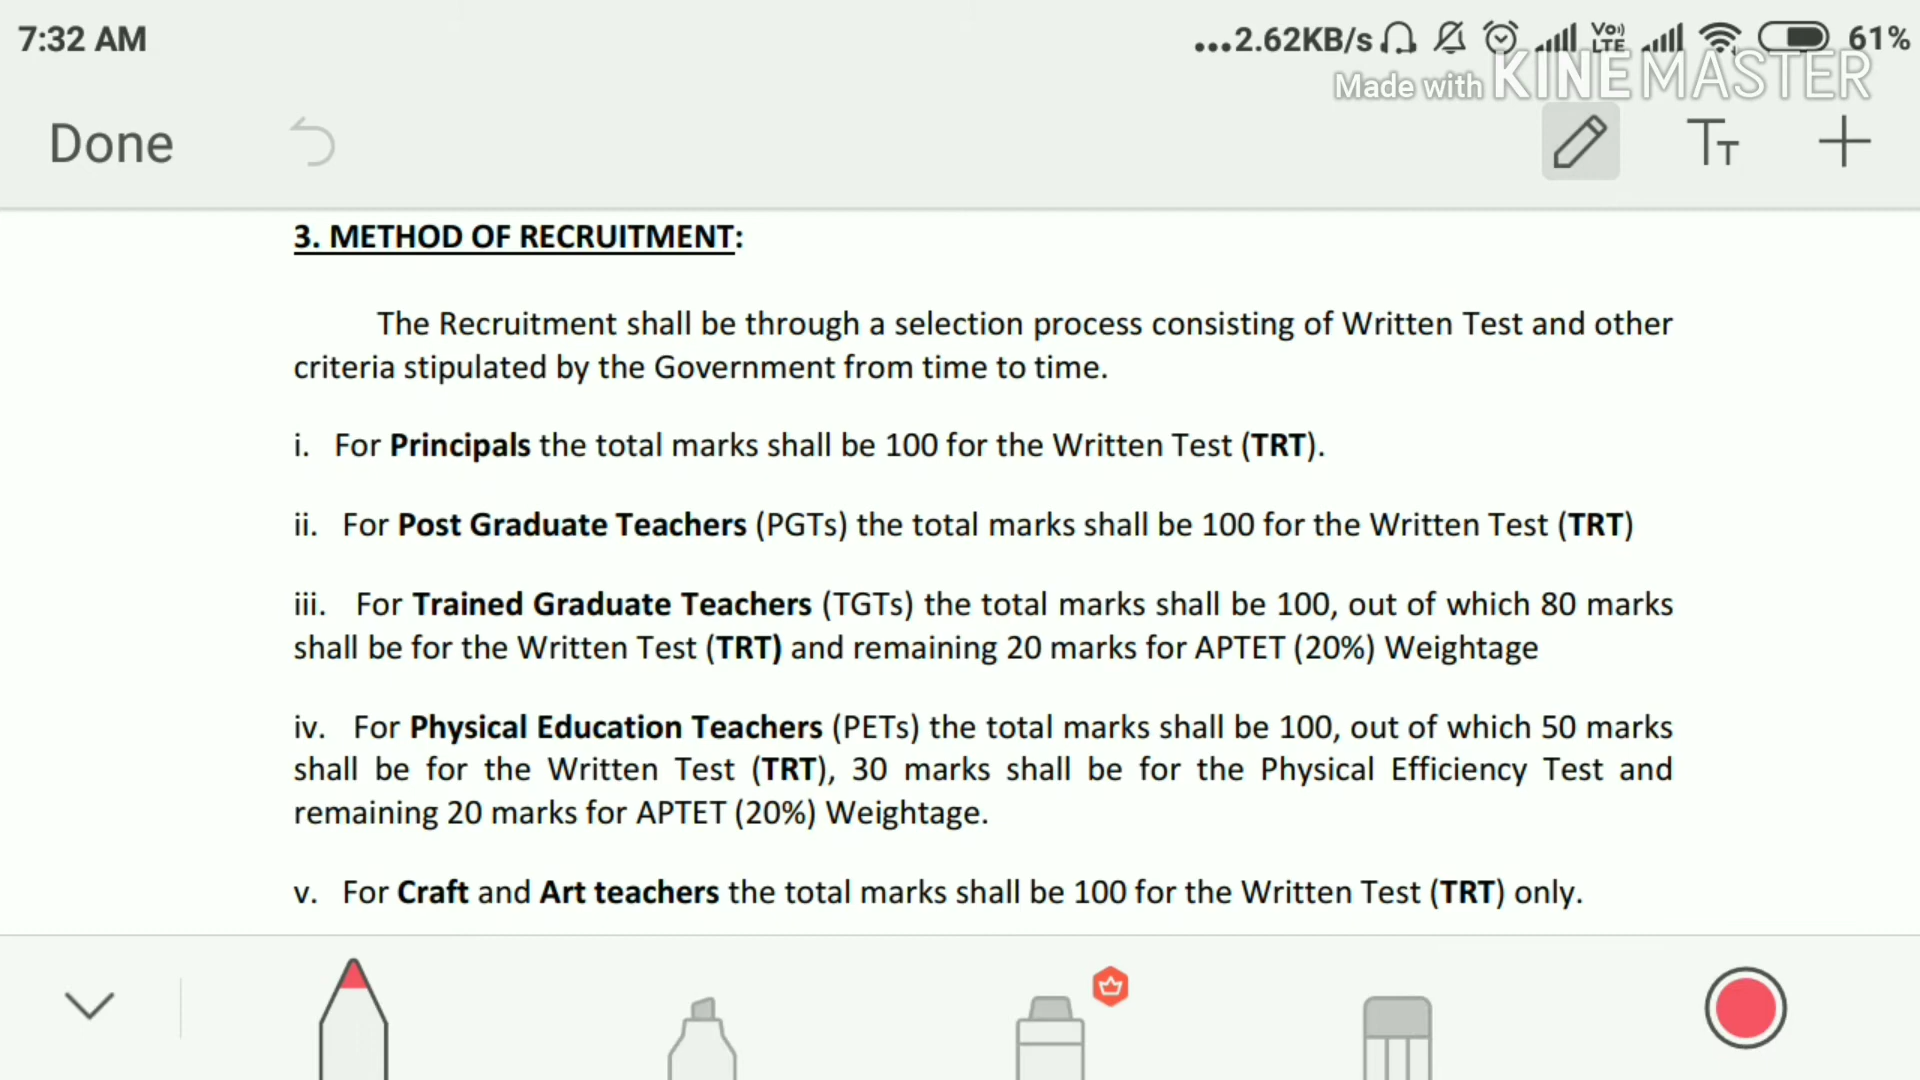 7:32 AM
...2.62KB/s Vo) LTE 61%
Made with KINEMASTER
Done TT
3. METHOD OF RECRUITMENT:
The Recruitment shall be through a selection process consisting of Written Test and other
criteria stipulated by the Government from time to time.
i. For Principals the total marks shall be 100 for the Written Test (TRT).
ii. For Post Graduate Teachers (PGTs) the total marks shall be 100 for the Written Test (TRT)
iii. For Trained Graduate Teachers (TGTs) the total marks shall be 100, out of which 80 marks
shall be for the Written Test (TRT) and remaining 20 marks for APTET (20%) Weightage
iv. For Physical Education Teachers (PETs) the total marks shall be 100, out of which 50 marks
shall be for the Written Test (TRT), 30 marks shall be for the Physical Efficiency Test and
remaining 20 marks for APTET (20%) Weightage.
v. For Craft and Art teachers the total marks shall be 100 for the Written Test (TRT) only.